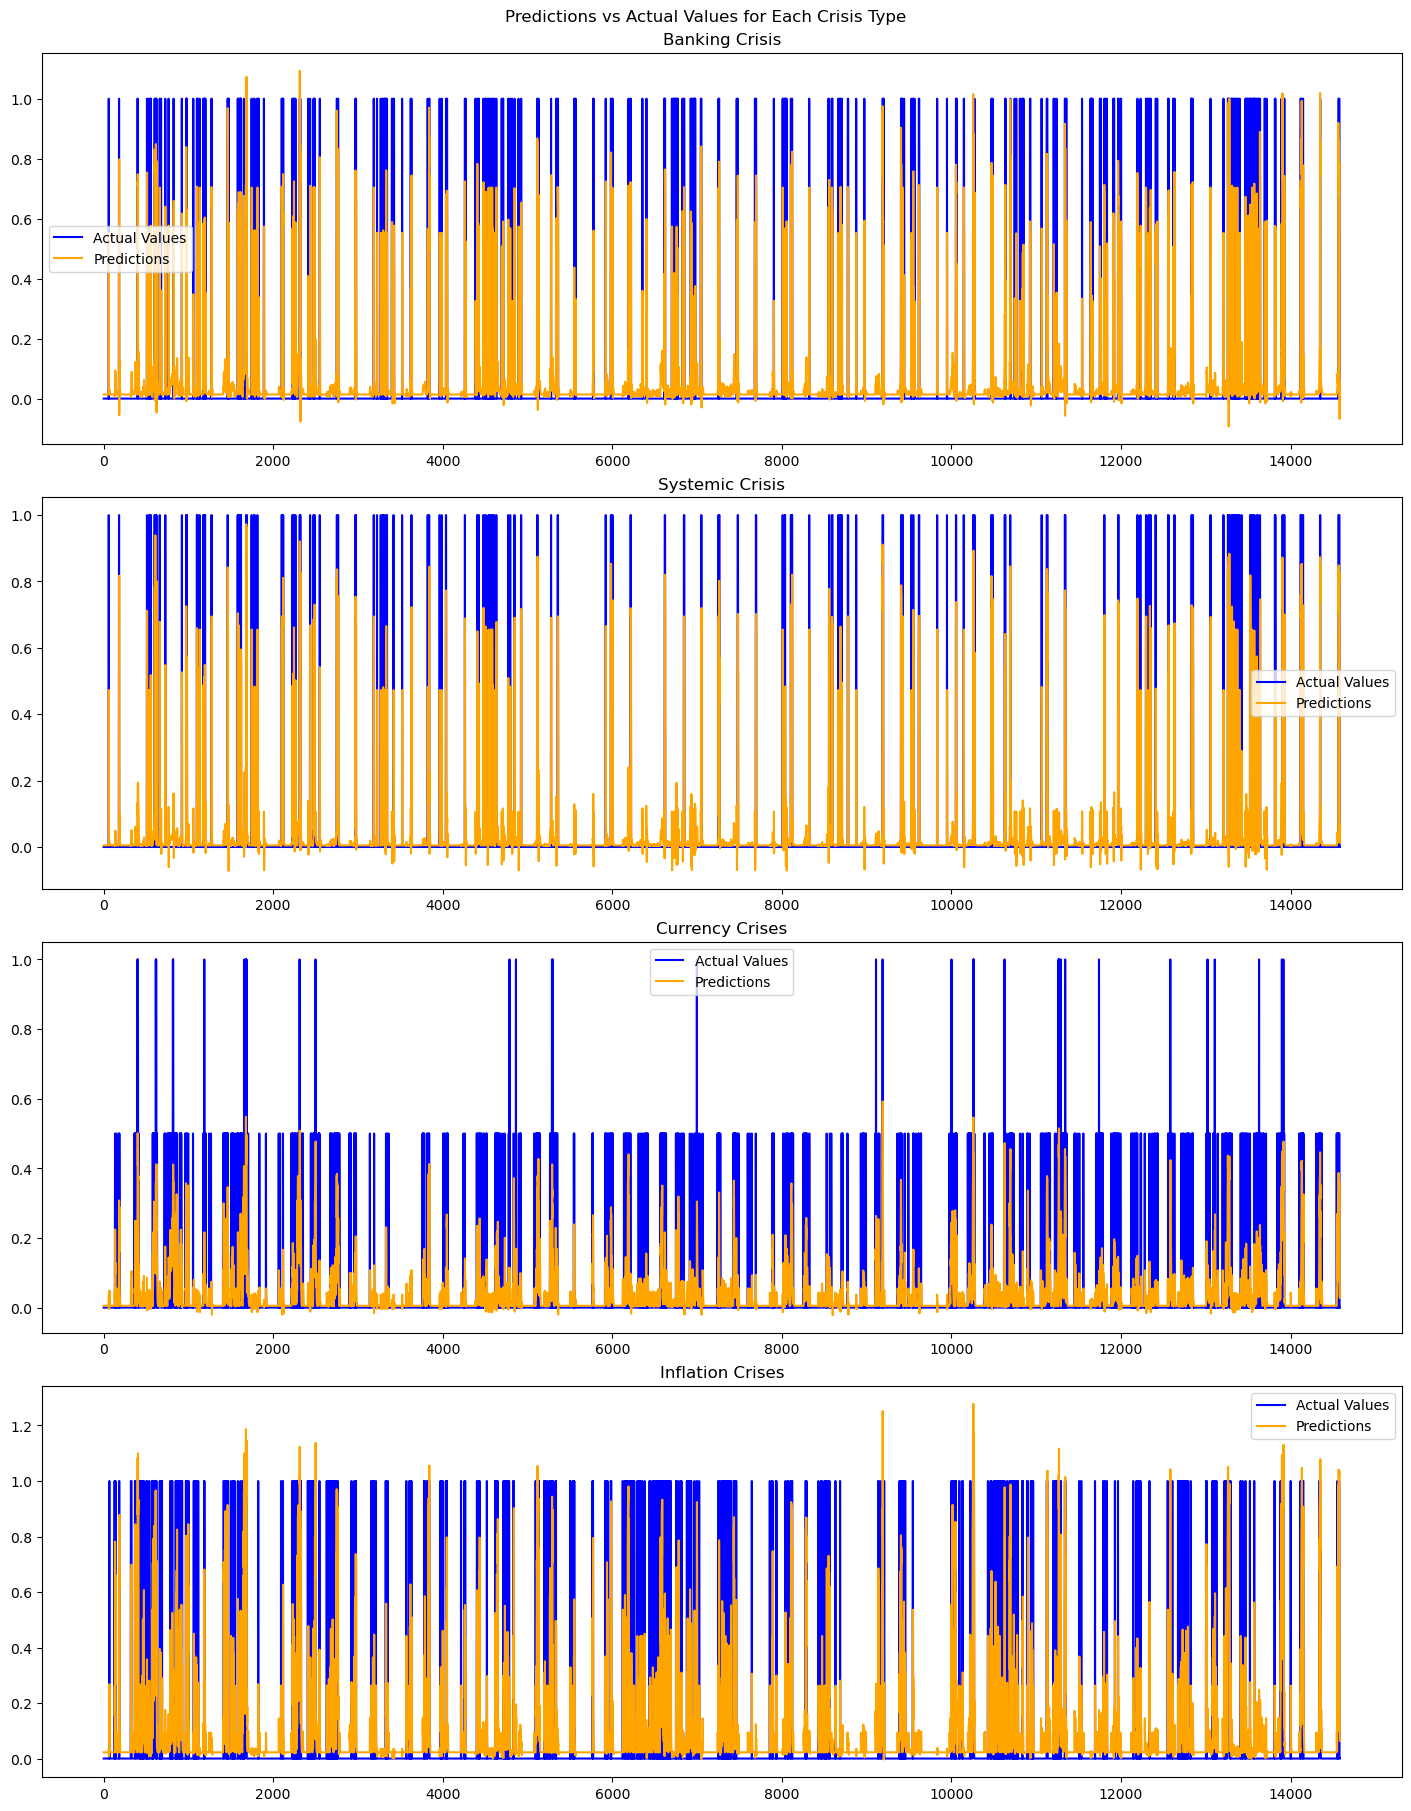 Predictions vs Actual Values for Each Crisis Type
Banking Crisis
1.0
0.8
0.6
0.4
0.2
0.0
Actual Values
Predictions
0 2000 4000 6000 8000 10000 12000 14000
Systemic Crisis
1.0
0.8
0.6
0.4
0.2
0.0
Actual Values
Predictions
0 2000 4000 6000 8000 10000 12000 14000
Currency Crises
1.0
0.8
0.6
0.4
0.2
0.0
Actual Values
Predictions
0 2000 4000 6000 8000 10000 12000 14000
Inflation Crises
1.2
1.0
0.8
0.6
0.4
0.2
0.0
Actual Values
Predictions
0 2000 4000 6000 8000 10000 12000 14000